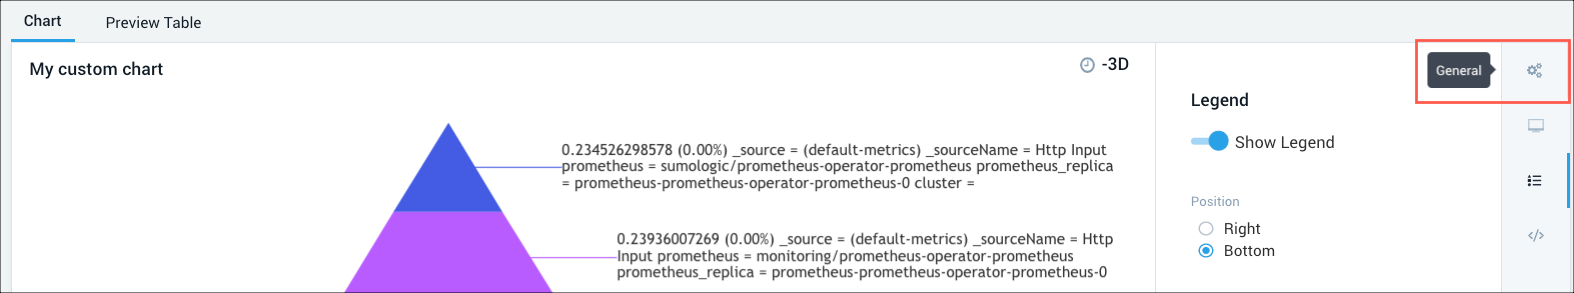 Chart
Preview Table
My custom chart
-3D
0.234526298578 (0.00%) _source = (default-metrics) _sourceName = Http Input
prometheus = sumologic/prometheus-operator-prometheus prometheus_replica
= prometheus-prometheus-operator-prometheus-0 cluster =
0.23936007269 (0.00%) _source = (default-metrics) _sourceName = Http
Input prometheus = monitoring/prometheus-operator-prometheus
prometheus_replica = prometheus-prometheus-operator-prometheus-0
General
Legend
Show Legend
Position
Right
Bottom